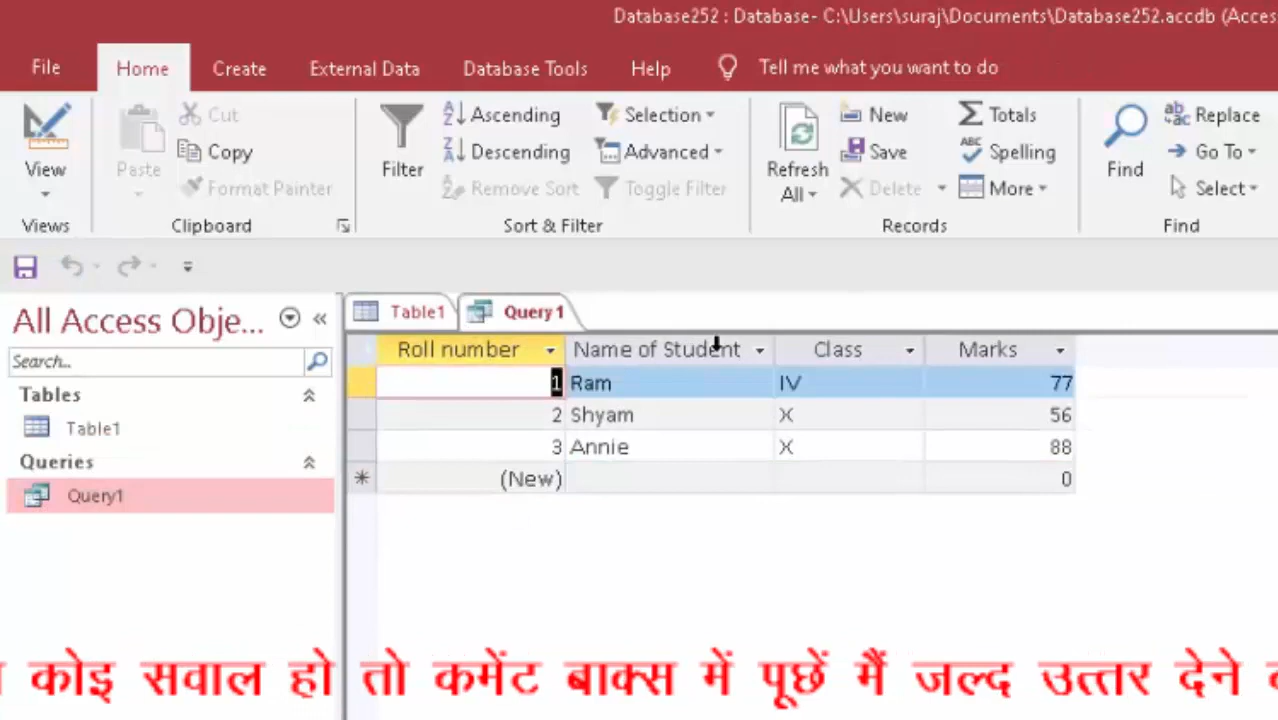 Database252 : Database- C:\Users\suraj\Documents\Database252.accdb (Acces
File Home Create External Data Database Tools Help Tell me what you want to do
View Paste Cut Copy Format Painter
Filter Ascending Descending Remove Sort Selection Advanced Toggle Filter
Refresh All New Save Delete Totals Spelling More
Find Replace Go To Select
Views Clipboard Sort & Filter Records Find
All Access Obje...
Search...
Tables
Table1
Queries
Query1
Table1 Query1
Roll number Name of Student Class Marks
1 Ram IV 77
2 Shyam X 56
3 Annie X 88
* (New) 0
कोइ सवाल हो तो कमेंट बाक्स में पूछें मैं जल्द उत्तर देने